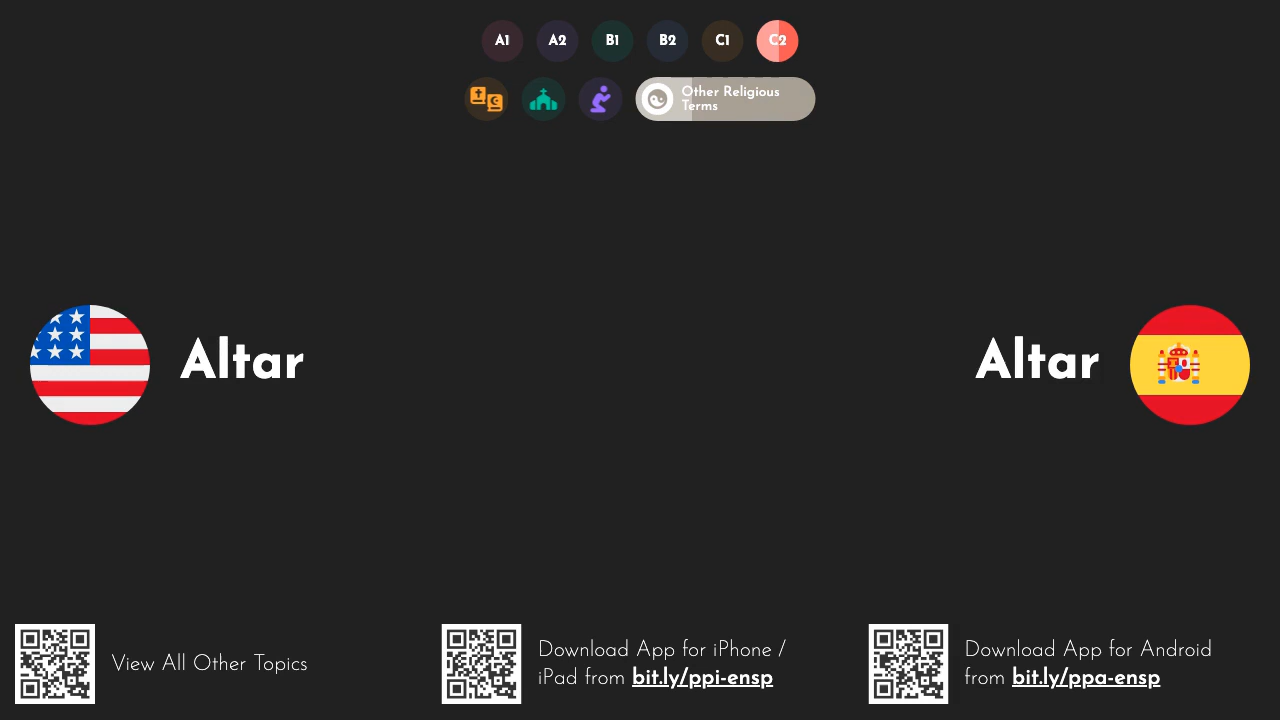 A1 A2 B1 B2 C1 C2
Other Religious
Terms
Altar
Altar
View All Other Topics
Download App for iPhone /
iPad from bit.ly/ppi-ensp
Download App for Android
from bit.ly/ppa-ensp